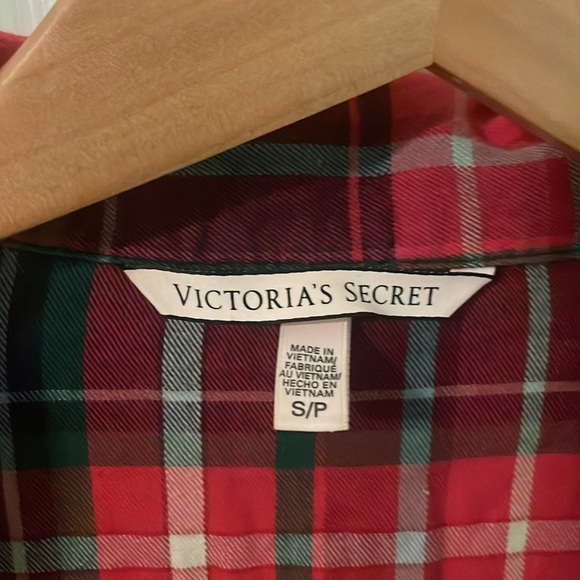 VICTORIA'S SECRET
MADE IN
VIETNAM/
FABRIQUÉ
AU VIETNAM/
HECHO EN
VIETNAM
S/P